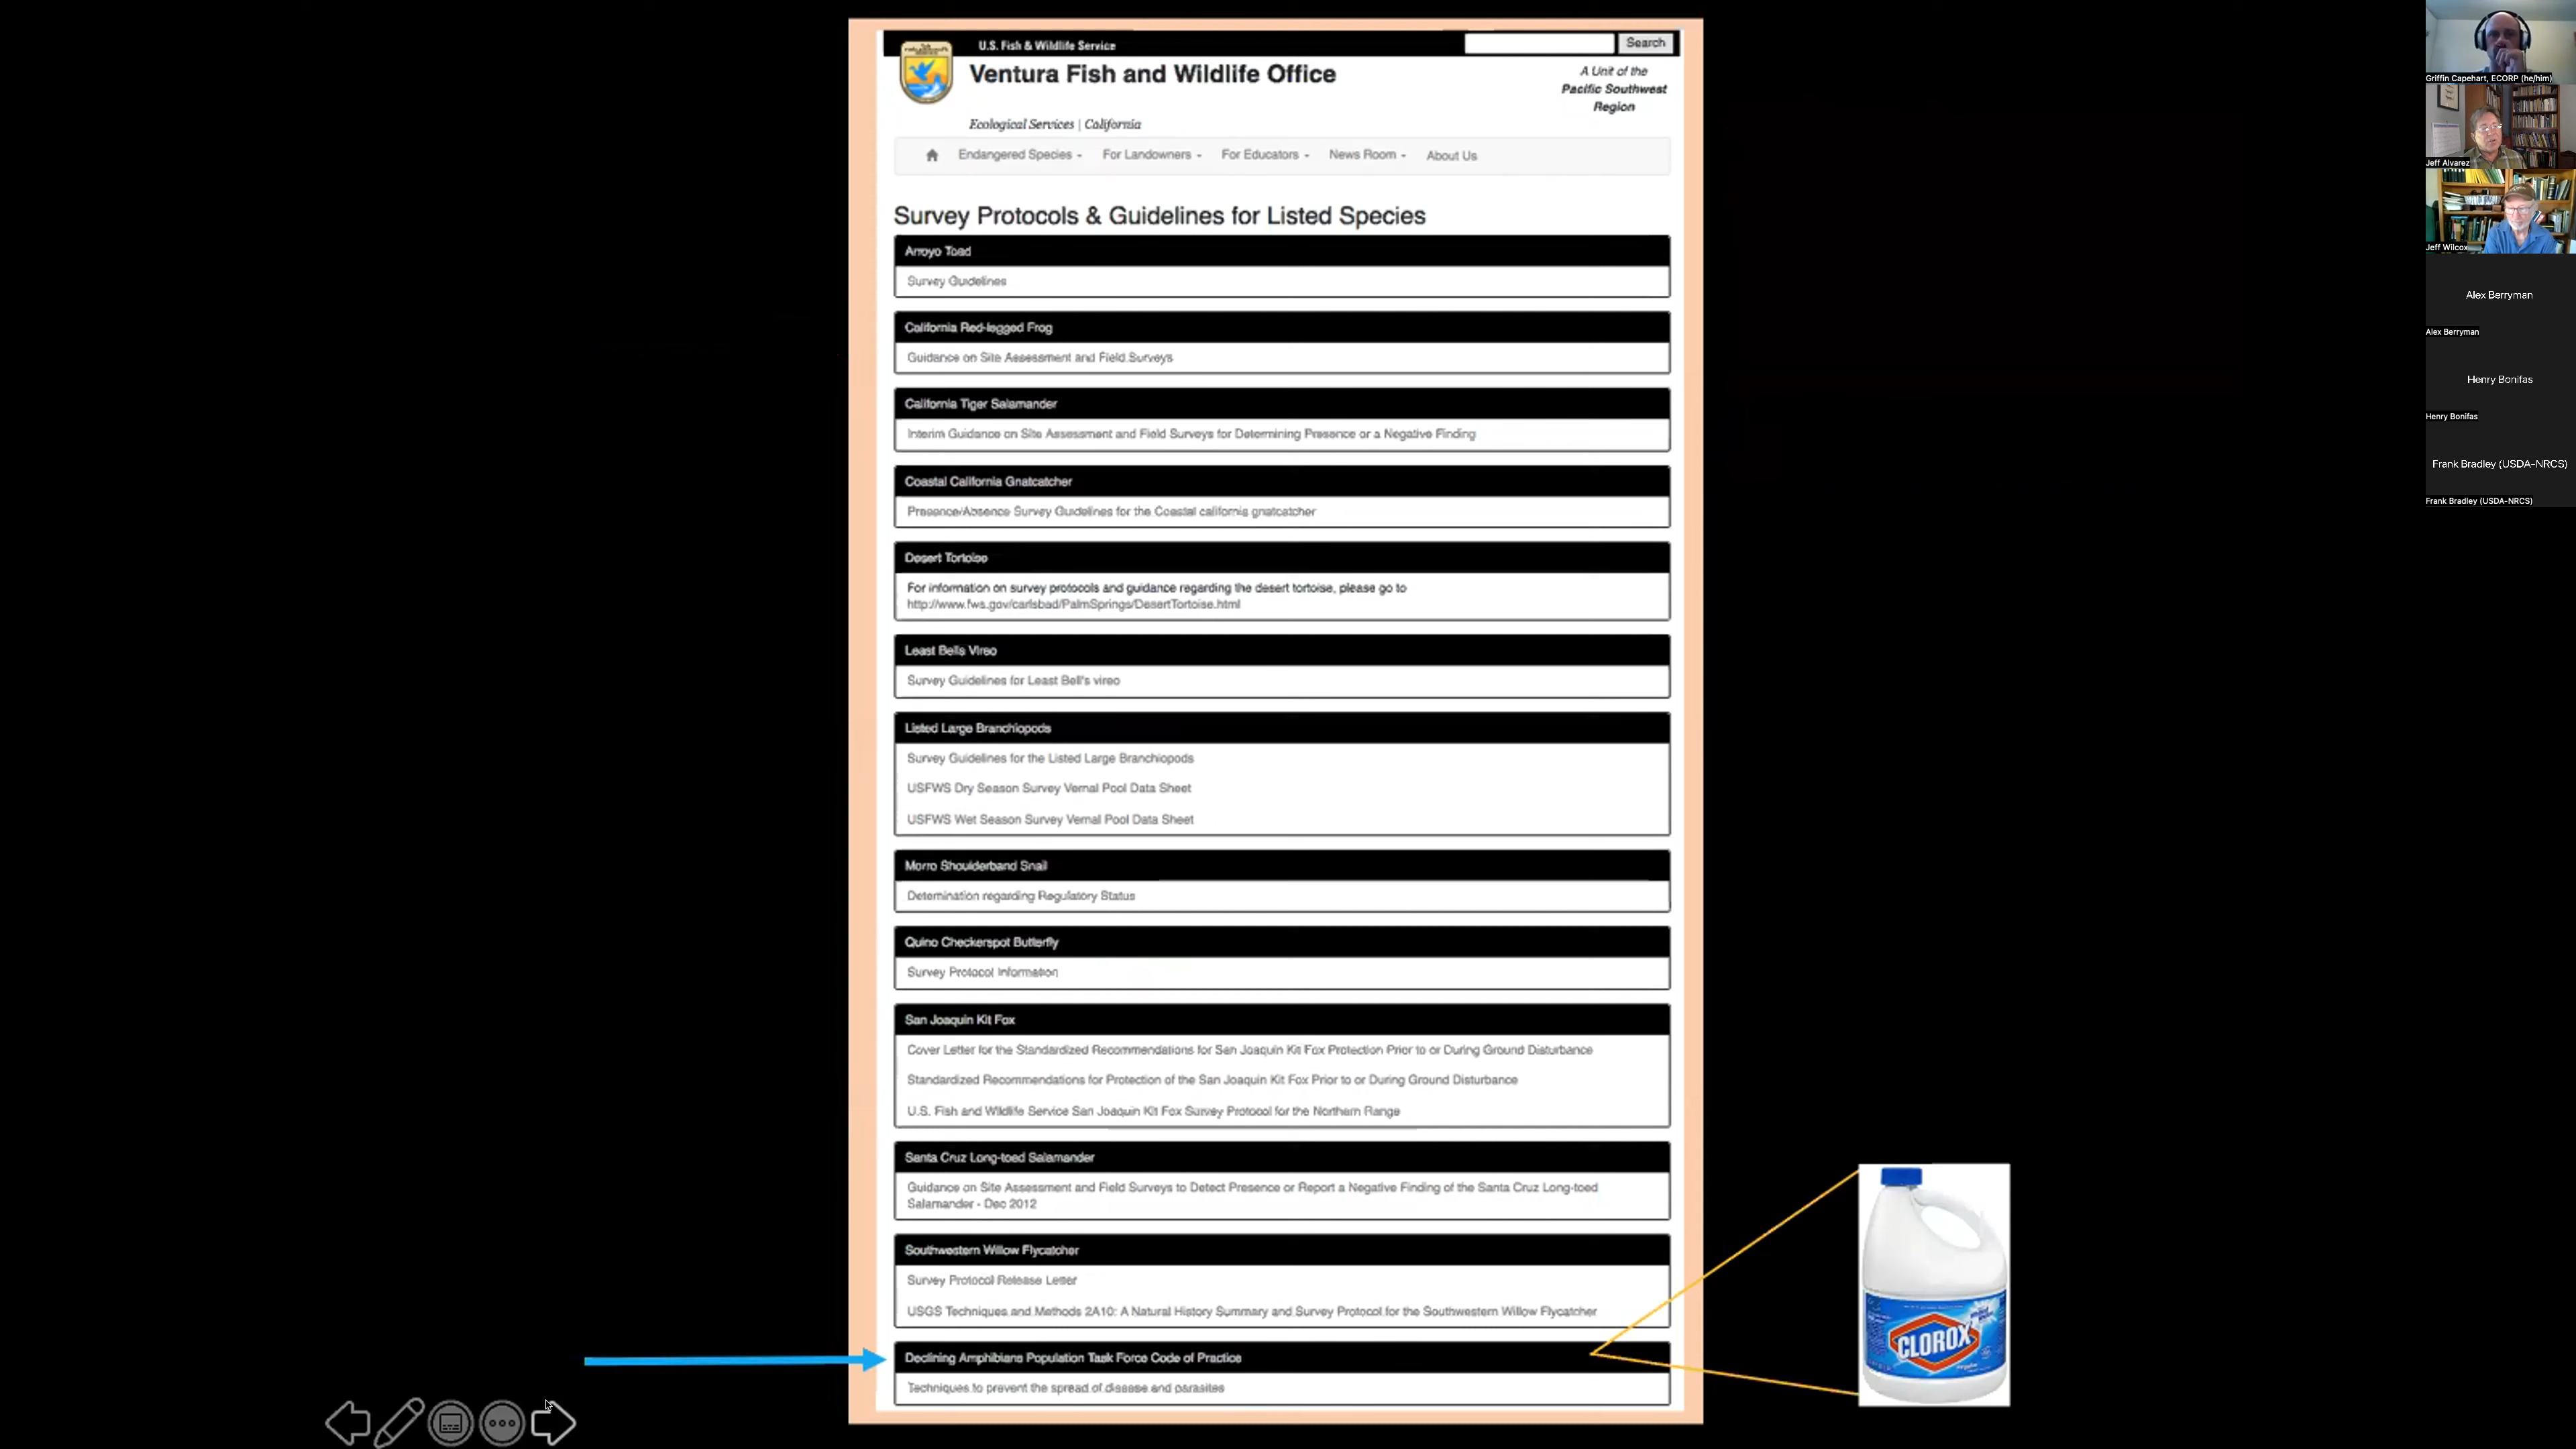 U.S. Fish & Wildlife Service
Search
Ventura Fish and Wildlife Office
A Unit of the
Pacific Southwest
Region
Ecological Services | California
Endangered Species
For Landowners
For Educators
News Room
About Us
Survey Protocols & Guidelines for Listed Species
Arroyo Toad
Survey Guidelines
California Red-legged Frog
Guidance on Site Assessment and Field Surveys
California Tiger Salamander
Interim Guidance on Site Assessment and Field Surveys for Determining Presence or a Negative Finding
Coastal California Gnatcatcher
Presence/Absence Survey Guidelines for the Coastal california gnatcatcher
Desert Tortoise
For information on survey protocols and guidance regarding the desert tortoise, please go to
http://www.fws.gov/carlsbad/PalmSprings/DesertTortoise.html
Least Bells Vireo
Survey Guidelines for Least Bell's vireo
Listed Large Branchiopods
Survey Guidelines for the Listed Large Branchiopods
USFWS Dry Season Survey Vernal Pool Data Sheet
USFWS Wet Season Survey Vernal Pool Data Sheet
Morro Shoulderband Snail
Detemination regarding Regulatory Status
Quino Checkerspot Butterfly
Survey Protocol Information
San Joaquin Kit Fox
Cover Letter for the Standardized Recommendations for San Joaquin Kit Fox Protection Prior to or During Ground Disturbance
Standardized Recommendations for Protection of the San Joaquin Kit Fox Prior to or During Ground Disturbance
U.S. Fish and Wildlife Service San Joaquin Kit Fox Survey Protocol for the Northern Range
Santa Cruz Long-toed Salamander
Guidance on Site Assessment and Field Surveys to Detect Presence or Report a Negative Finding of the Santa Cruz Long-toed
Salamander - Dec 2012
Southwestern Willow Flycatcher
Survey Protocol Release Letter
USGS Techniques and Methods 2A10: A Natural History Summary and Survey Protocol for the Southwestern Willow Flycatcher
Declining Amphibians Population Task Force Code of Practice
Techniques to prevent the spread of disease and parasites
CLOROX
Griffin Capehart, ECORP (he/him)
Jeff Alvarez
Jeff Wilcox
Alex Berryman
Alex Berryman
Henry Bonifas
Henry Bonifas
Frank Bradley (USDA-NRCS)
Frank Bradley (USDA-NRCS)